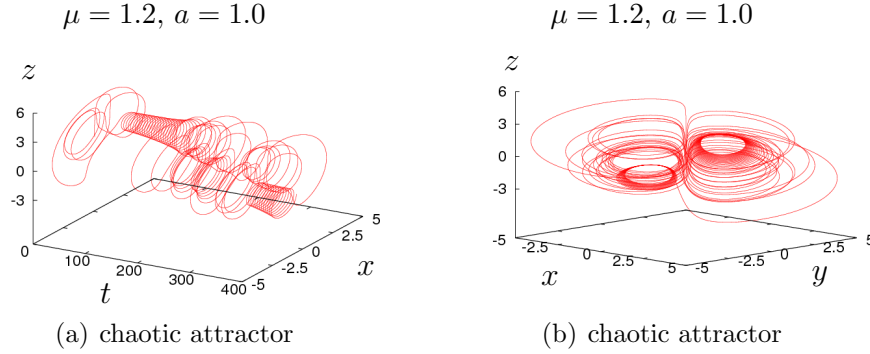 μ = 1.2, a = 1.0
z
6
3
0
-3
0
100
200
300
400
t
-5
-2.5
0
2.5
5
x
(a) chaotic attractor
μ = 1.2, a = 1.0
z
6
3
0
-3
-5
-2.5
0
2.5
5
x
-5
-2.5
0
2.5
5
y
(b) chaotic attractor